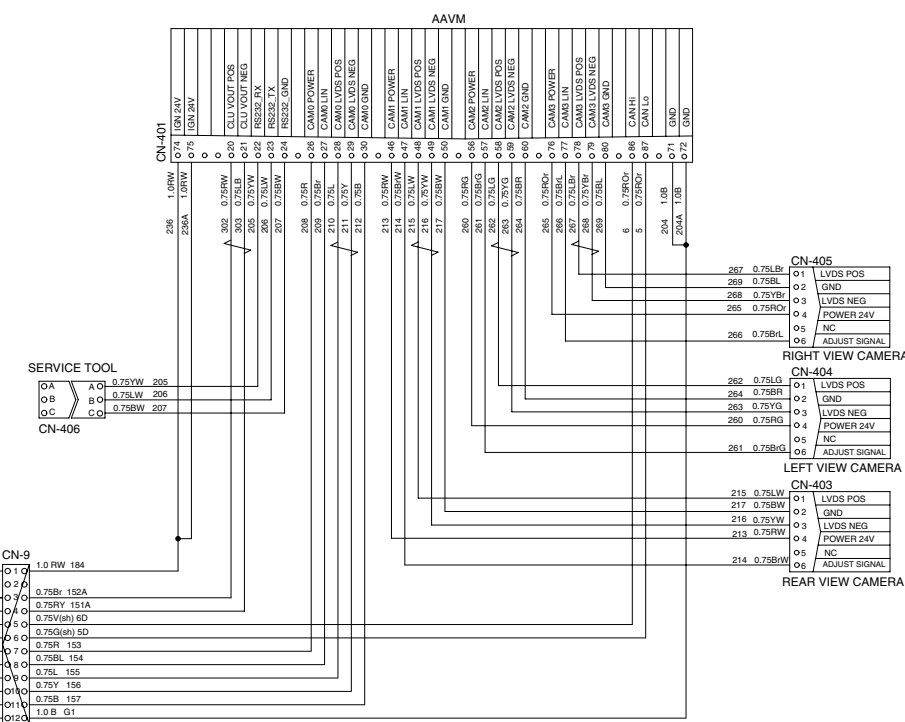 AAVM
CN-401
IGN 24V
IGN 24V
CLU VOUT POS
CLU VOUT NEG
RS232_RX
RS232_TX
RS232_GND
CAM0 POWER
CAM0 LIN
CAM0 LVDS POS
CAM0 LVDS NEG
CAM0 GND
CAM1 POWER
CAM1 LIN
CAM1 LVDS POS
CAM1 LVDS NEG
CAM1 GND
CAM2 POWER
CAM2 LIN
CAM2 LVDS POS
CAM2 LVDS NEG
CAM2 GND
CAM3 POWER
CAM3 LIN
CAM3 LVDS POS
CAM3 LVDS NEG
CAM3 GND
CAN Hi
CAN Lo
GND
GND
74 75 20 21 22 23 24 26 27 28 29 30 46 47 48 49 50 56 57 58 59 60 76 77 78 79 80 86 87 71 72
236 1.0RW
236A 1.0RW
302 0.75RW
303 0.75LB
205 0.75YW
206 0.75LW
207 0.75BW
208 0.75R
209 0.75Br
210 0.75L
211 0.75Y
212 0.75B
213 0.75RW
214 0.75BrW
215 0.75LW
216 0.75YW
217 0.75BW
260 0.75RG
261 0.75BrG
262 0.75LG
263 0.75YG
264 0.75BR
265 0.75ROr
266 0.75BrL
267 0.75LBr
268 0.75YBr
269 0.75BL
6 0.75ROr
5 0.75ROr
204 1.0B
204A 1.0B
CN-405
267 0.75LBr 1 LVDS POS
269 0.75BL 2 GND
268 0.75YBr 3 LVDS NEG
265 0.75ROr 4 POWER 24V
5 NC
266 0.75BrL 6 ADJUST SIGNAL
RIGHT VIEW CAMERA
SERVICE TOOL
A A 0.75YW 205
B B 0.75LW 206
C C 0.75BW 207
CN-406
CN-404
262 0.75LG 1 LVDS POS
264 0.75BR 2 GND
263 0.75YG 3 LVDS NEG
260 0.75RG 4 POWER 24V
5 NC
261 0.75BrG 6 ADJUST SIGNAL
LEFT VIEW CAMERA
CN-403
215 0.75LW 1 LVDS POS
217 0.75BW 2 GND
216 0.75YW 3 LVDS NEG
213 0.75RW 4 POWER 24V
5 NC
214 0.75BrW 6 ADJUST SIGNAL
REAR VIEW CAMERA
CN-9
1 1.0 RW 184
2
3 0.75Br 152A
4 0.75RY 151A
5 0.75V(sh) 6D
6 0.75G(sh) 5D
7 0.75R 153
8 0.75BL 154
9 0.75L 155
10 0.75Y 156
11 0.75B 157
12 1.0 B G1